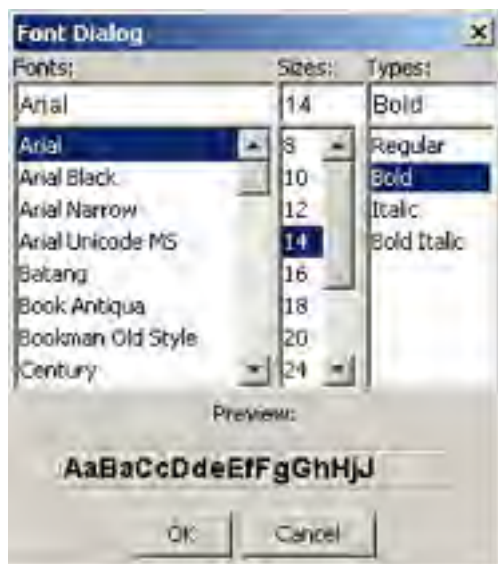 Font Dialog
Fonts: Sizes: Types:
Arial 14 Bold
Arial 8 Regular
Arial Black 10 Bold
Arial Narrow 12 Italic
Arial Unicode MS 14 Bold Italic
Batang 16
Book Antiqua 18
Bookman Old Style 20
Century 24
Preview:
AaBaCcDdeEfFgGhHjJ
OK Cancel